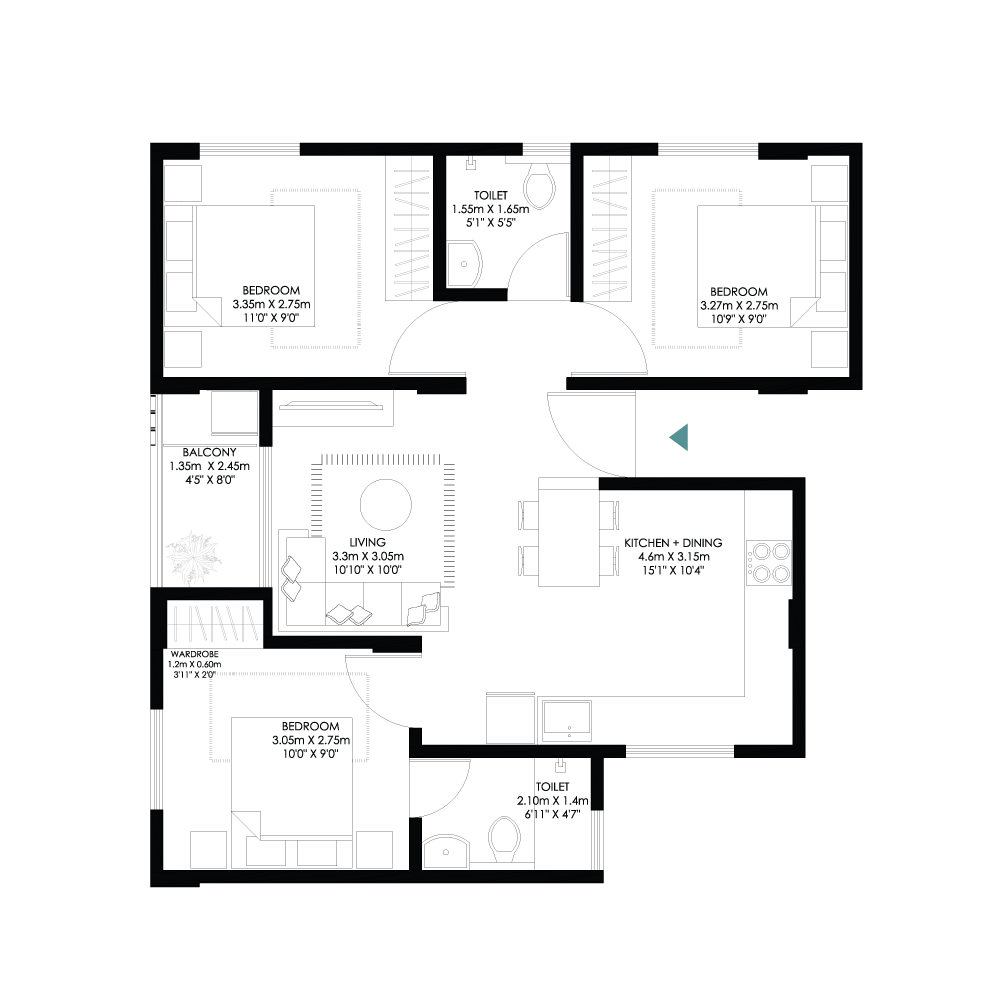 TOILET
1.55m X 1.65m
5'1" X 5'5"
BEDROOM
3.35m X 2.75m
11'0" X 9'0"
BEDROOM
3.27m X 2.75m
10'9" X 9'0"
BALCONY
1.35m X 2.45m
4'5" X 8'0"
LIVING
3.3m X 3.05m
10'10" X 10'0"
KITCHEN + DINING
4.6m X 3.15m
15'1" X 10'4"
WARDROBE
1.2m X 0.60m
3'11" X 2'0"
BEDROOM
3.05m X 2.75m
10'0" X 9'0"
TOILET
2.10m X 1.4m
6'11" X 4'7"